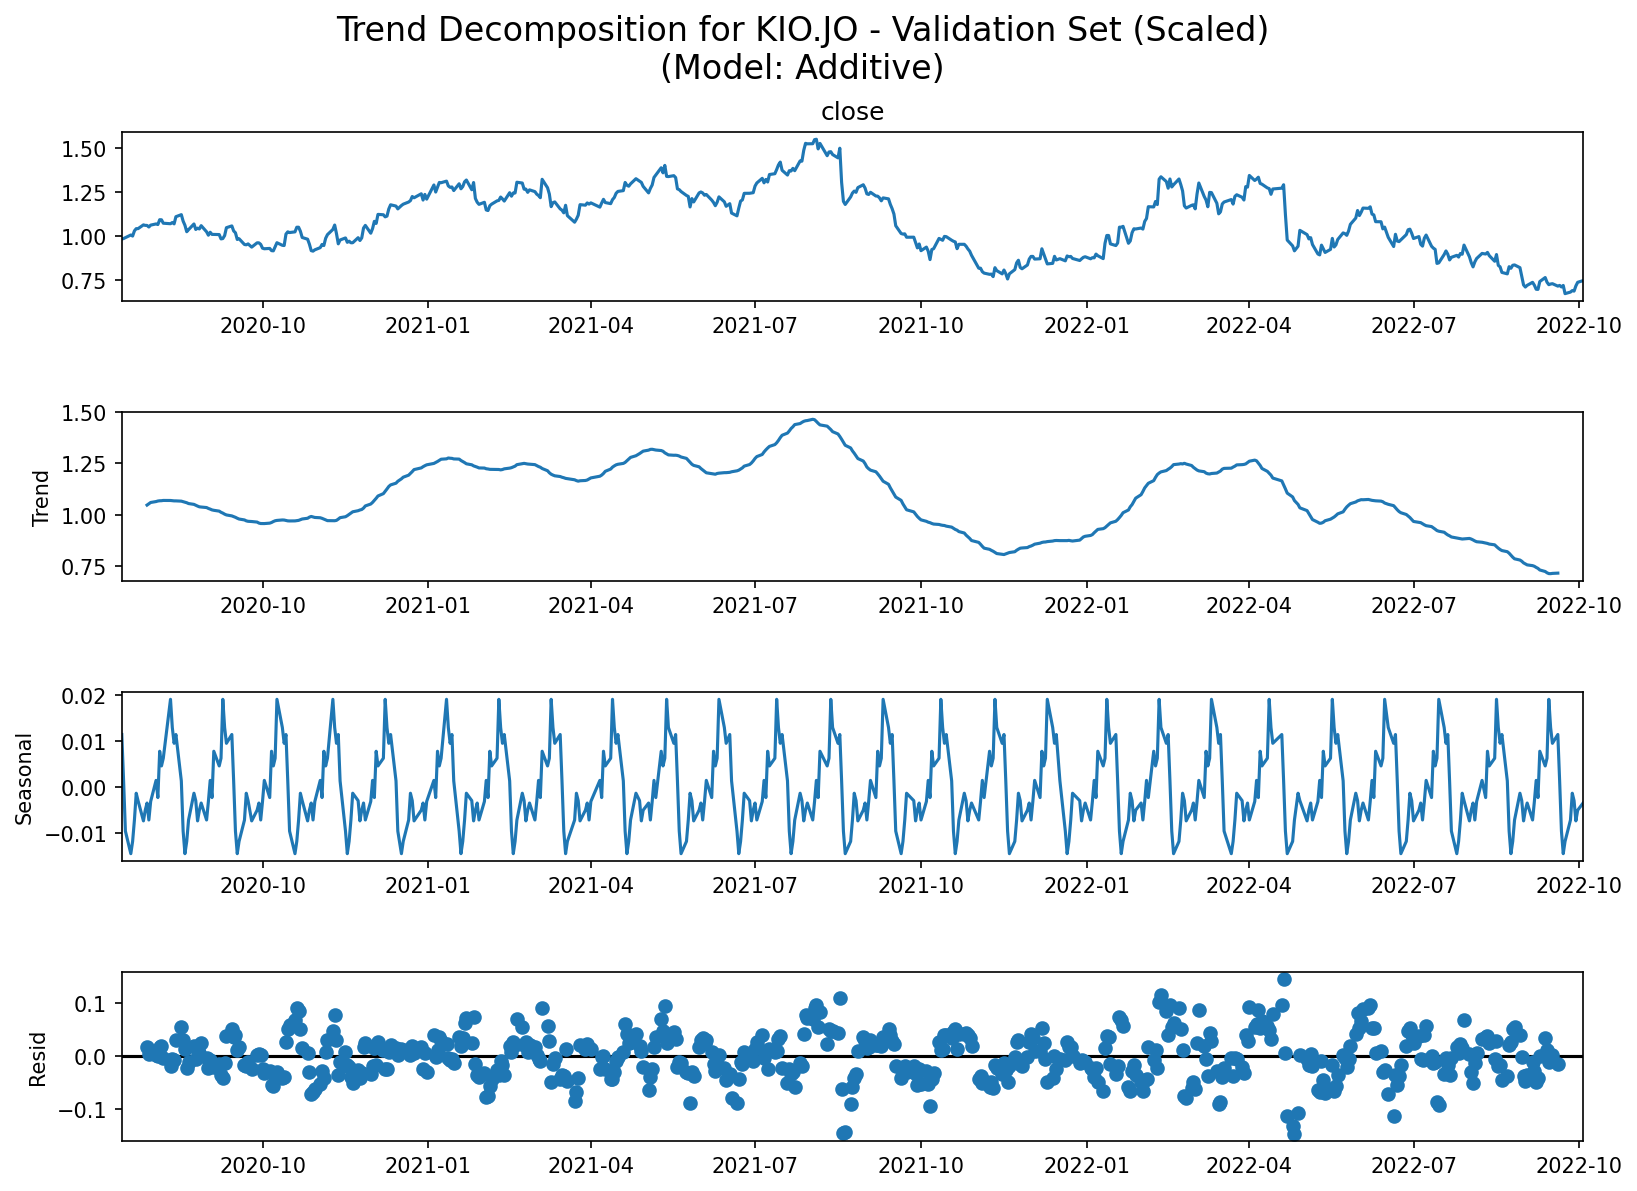 Trend Decomposition for KIO.JO - Validation Set (Scaled)
(Model: Additive)
close
1.50
1.25
1.00
0.75
2020-10 2021-01 2021-04 2021-07 2021-10 2022-01 2022-04 2022-07 2022-10
Trend
1.50
1.25
1.00
0.75
2020-10 2021-01 2021-04 2021-07 2021-10 2022-01 2022-04 2022-07 2022-10
Seasonal
0.02
0.01
0.00
−0.01
2020-10 2021-01 2021-04 2021-07 2021-10 2022-01 2022-04 2022-07 2022-10
Resid
0.1
0.0
−0.1
2020-10 2021-01 2021-04 2021-07 2021-10 2022-01 2022-04 2022-07 2022-10